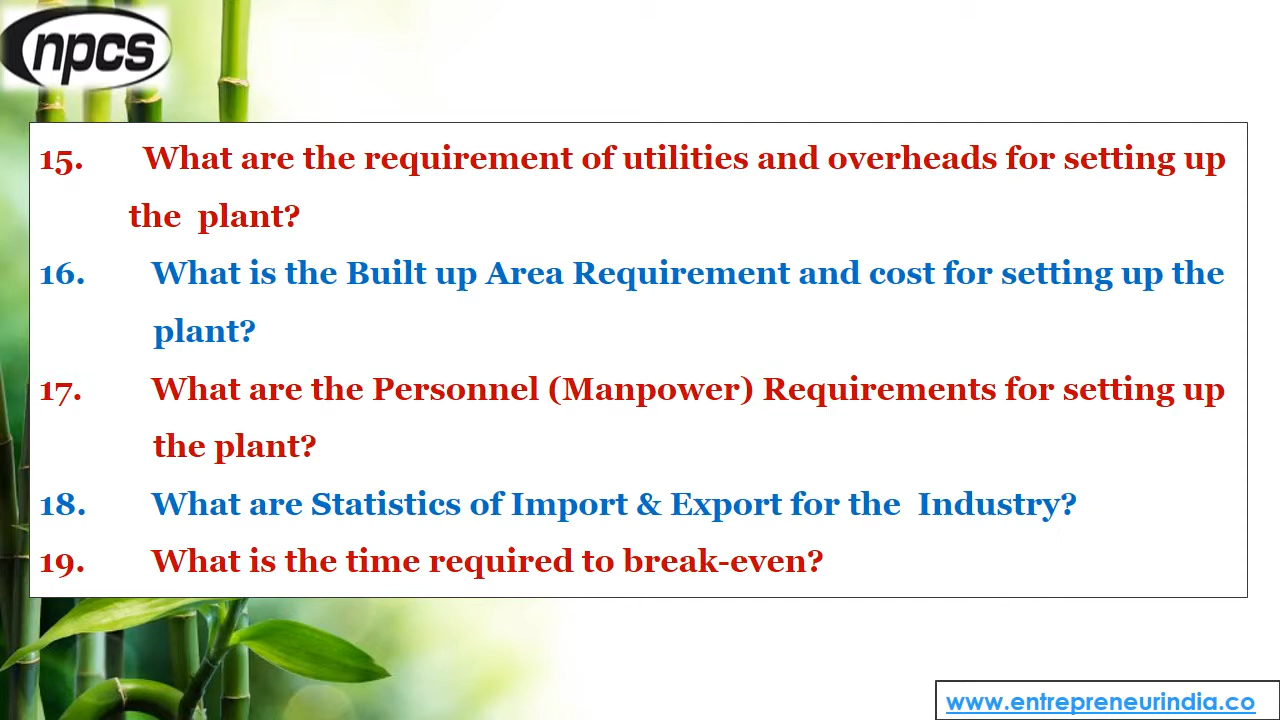 npcs
15. What are the requirement of utilities and overheads for setting up
the plant?
16. What is the Built up Area Requirement and cost for setting up the
plant?
17. What are the Personnel (Manpower) Requirements for setting up
the plant?
18. What are Statistics of Import & Export for the Industry?
19. What is the time required to break-even?
www.entrepreneurindia.co